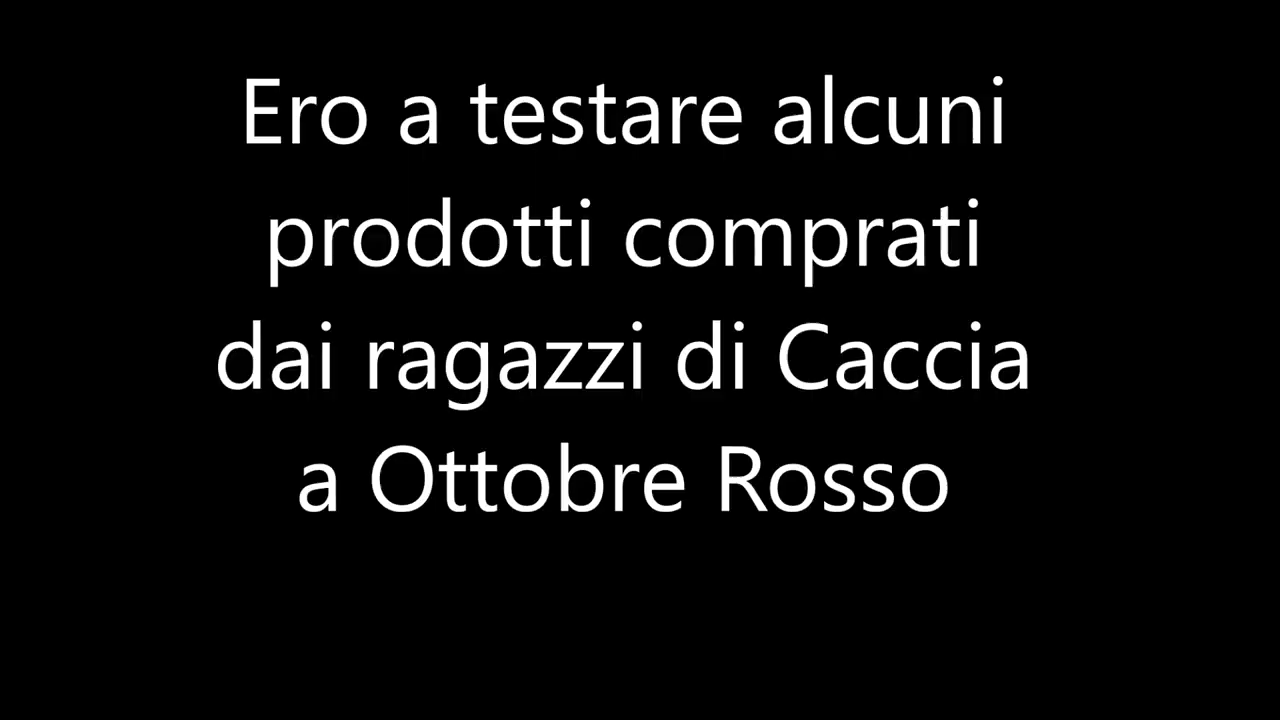 Ero a testare alcuni
prodotti comprati
dai ragazzi di Caccia
a Ottobre Rosso